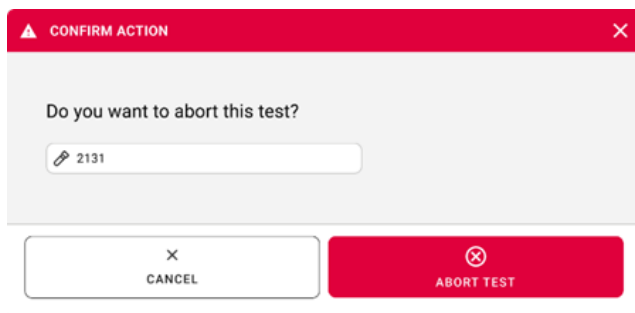 CONFIRM ACTION
Do you want to abort this test?
2131
CANCEL
ABORT TEST